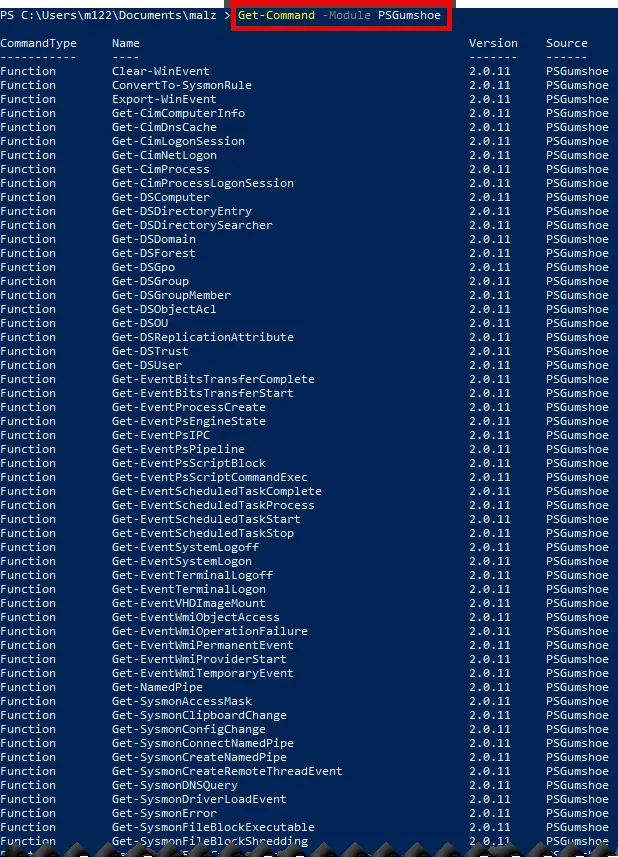 PS C:\Users\m122\Documents\malz > Get-Command -Module PSGumshoe
CommandType Name Version Source
----------- ---- ------- ------
Function Clear-WinEvent 2.0.11 PSGumshoe
Function ConvertTo-SysmonRule 2.0.11 PSGumshoe
Function Export-WinEvent 2.0.11 PSGumshoe
Function Get-CimComputerInfo 2.0.11 PSGumshoe
Function Get-CimDnsCache 2.0.11 PSGumshoe
Function Get-CimLogonSession 2.0.11 PSGumshoe
Function Get-CimNetLogon 2.0.11 PSGumshoe
Function Get-CimProcess 2.0.11 PSGumshoe
Function Get-CimProcessLogonSession 2.0.11 PSGumshoe
Function Get-DSComputer 2.0.11 PSGumshoe
Function Get-DSDirectoryEntry 2.0.11 PSGumshoe
Function Get-DSDirectorySearcher 2.0.11 PSGumshoe
Function Get-DSDomain 2.0.11 PSGumshoe
Function Get-DSForest 2.0.11 PSGumshoe
Function Get-DSGpo 2.0.11 PSGumshoe
Function Get-DSGroup 2.0.11 PSGumshoe
Function Get-DSGroupMember 2.0.11 PSGumshoe
Function Get-DSObjectAcl 2.0.11 PSGumshoe
Function Get-DSOU 2.0.11 PSGumshoe
Function Get-DSReplicationAttribute 2.0.11 PSGumshoe
Function Get-DSTrust 2.0.11 PSGumshoe
Function Get-DSUser 2.0.11 PSGumshoe
Function Get-EventBitsTransferComplete 2.0.11 PSGumshoe
Function Get-EventBitsTransferStart 2.0.11 PSGumshoe
Function Get-EventProcessCreate 2.0.11 PSGumshoe
Function Get-EventPsEngineState 2.0.11 PSGumshoe
Function Get-EventPsIPC 2.0.11 PSGumshoe
Function Get-EventPsPipeline 2.0.11 PSGumshoe
Function Get-EventPsScriptBlock 2.0.11 PSGumshoe
Function Get-EventPsScriptCommandExec 2.0.11 PSGumshoe
Function Get-EventScheduledTaskComplete 2.0.11 PSGumshoe
Function Get-EventScheduledTaskProcess 2.0.11 PSGumshoe
Function Get-EventScheduledTaskStart 2.0.11 PSGumshoe
Function Get-EventScheduledTaskStop 2.0.11 PSGumshoe
Function Get-EventSystemLogoff 2.0.11 PSGumshoe
Function Get-EventSystemLogon 2.0.11 PSGumshoe
Function Get-EventTerminalLogoff 2.0.11 PSGumshoe
Function Get-EventTerminalLogon 2.0.11 PSGumshoe
Function Get-EventVHDImageMount 2.0.11 PSGumshoe
Function Get-EventWmiObjectAccess 2.0.11 PSGumshoe
Function Get-EventWmiOperationFailure 2.0.11 PSGumshoe
Function Get-EventWmiPermanentEvent 2.0.11 PSGumshoe
Function Get-EventWmiProviderStart 2.0.11 PSGumshoe
Function Get-EventWmiTemporaryEvent 2.0.11 PSGumshoe
Function Get-NamedPipe 2.0.11 PSGumshoe
Function Get-SysmonAccessMask 2.0.11 PSGumshoe
Function Get-SysmonClipboardChange 2.0.11 PSGumshoe
Function Get-SysmonConfigChange 2.0.11 PSGumshoe
Function Get-SysmonConnectNamedPipe 2.0.11 PSGumshoe
Function Get-SysmonCreateNamedPipe 2.0.11 PSGumshoe
Function Get-SysmonCreateRemoteThreadEvent 2.0.11 PSGumshoe
Function Get-SysmonDNSQuery 2.0.11 PSGumshoe
Function Get-SysmonDriverLoadEvent 2.0.11 PSGumshoe
Function Get-SysmonError 2.0.11 PSGumshoe
Function Get-SysmonFileBlockExecutable 2.0.11 PSGumshoe
Function Get-SysmonFileBlockShredding 2.0.11 PSGumshoe